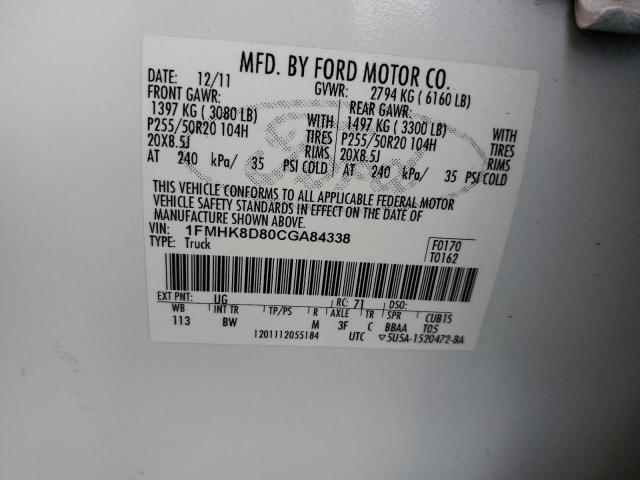 MFD. BY FORD MOTOR CO.
DATE: 12/11 GVWR: 2794 KG ( 6160 LB)
FRONT GAWR: REAR GAWR:
1397 KG ( 3080 LB) WITH 1497 KG ( 3300 LB) WITH
P255/50R20 104H TIRES P255/50R20 104H TIRES
20X8.5J RIMS 20X8.5J RIMS
AT 240 kPa/ 35 PSI COLD AT 240 kPa/ 35 PSI COLD
Ford
THIS VEHICLE CONFORMS TO ALL APPLICABLE FEDERAL MOTOR
VEHICLE SAFETY STANDARDS IN EFFECT ON THE DATE OF
MANUFACTURE SHOWN ABOVE.
VIN: 1FMHK8D80CGA84338 F0170
TYPE: Truck T0162
EXT PNT: UG RC: 71 DSO:
WB INT TR TP/PS R AXLE TR SPR CUB1S
113 BW M 3F C BBAA T05
1201112055184 UTC ▽5U5A-1520472-BA